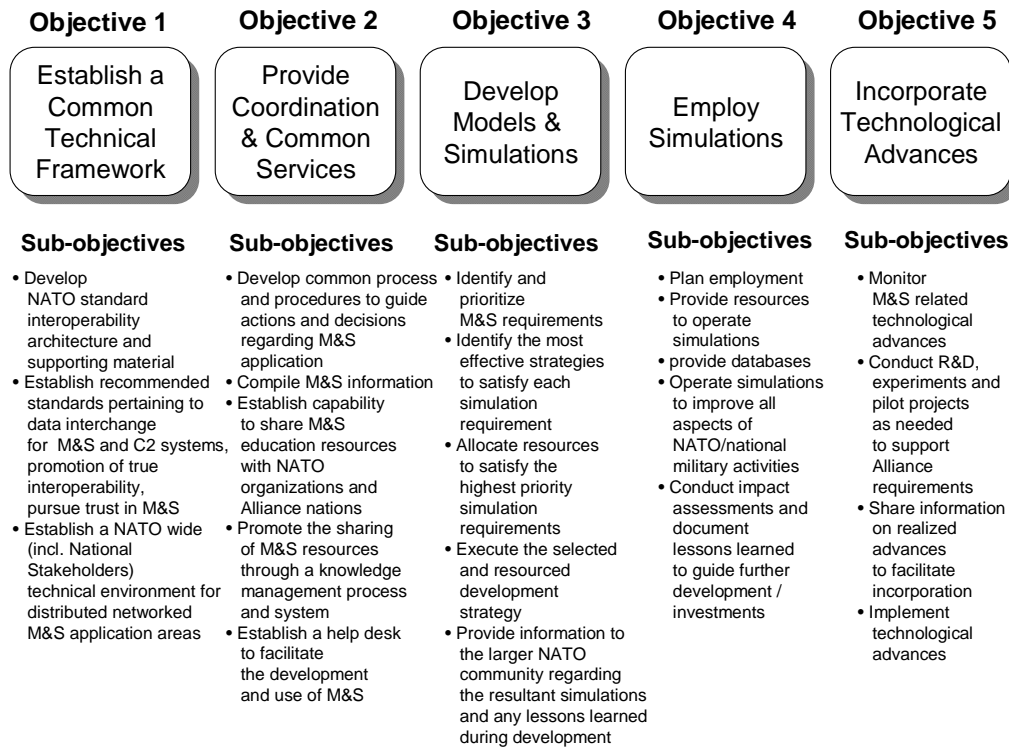 Objective 1
Establish a
Common
Technical
Framework
Sub-objectives
• Develop
NATO standard
interoperability
architecture and
supporting material
• Establish recommended
standards pertaining to
data interchange
for M&S and C2 systems,
promotion of true
interoperability,
pursue trust in M&S
• Establish a NATO wide
(incl. National
Stakeholders)
technical environment for
distributed networked
M&S application areas
Objective 2
Provide
Coordination
& Common
Services
Sub-objectives
• Develop common process
and procedures to guide
actions and decisions
regarding M&S
application
• Compile M&S information
• Establish capability
to share M&S
education resources
with NATO
organizations and
Alliance nations
• Promote the sharing
of M&S resources
through a knowledge
management process
and system
• Establish a help desk
to facilitate
the development
and use of M&S
Objective 3
Develop
Models &
Simulations
Sub-objectives
• Identify and
prioritize
M&S requirements
• Identify the most
effective strategies
to satisfy each
simulation
requirement
• Allocate resources
to satisfy the
highest priority
simulation
requirements
• Execute the selected
and resourced
development
strategy
• Provide information to
the larger NATO
community regarding
the resultant simulations
and any lessons learned
during development
Objective 4
Employ
Simulations
Sub-objectives
• Plan employment
• Provide resources
to operate
simulations
• provide databases
• Operate simulations
to improve all
aspects of
NATO/national
military activities
• Conduct impact
assessments and
document
lessons learned
to guide further
development /
investments
Objective 5
Incorporate
Technological
Advances
Sub-objectives
• Monitor
M&S related
technological
advances
• Conduct R&D,
experiments and
pilot projects
as needed
to support
Alliance
requirements
• Share information
on realized
advances
to facilitate
incorporation
• Implement
technological
advances